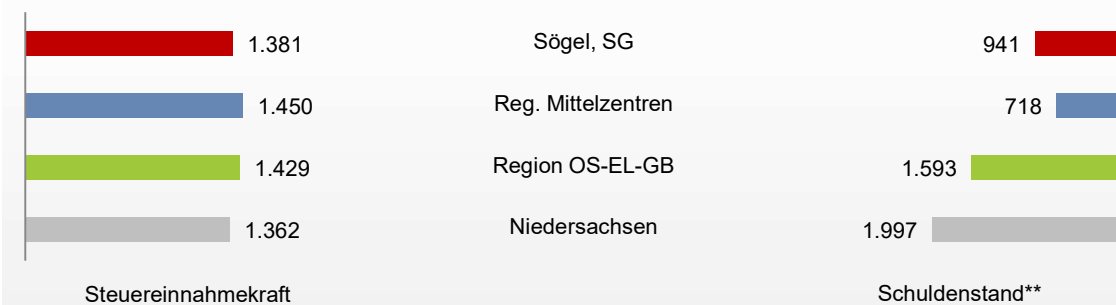 1.381 Sögel, SG 941
1.450 Reg. Mittelzentren 718
1.429 Region OS-EL-GB 1.593
1.362 Niedersachsen 1.997
Steuereinnahmekraft Schuldenstand**